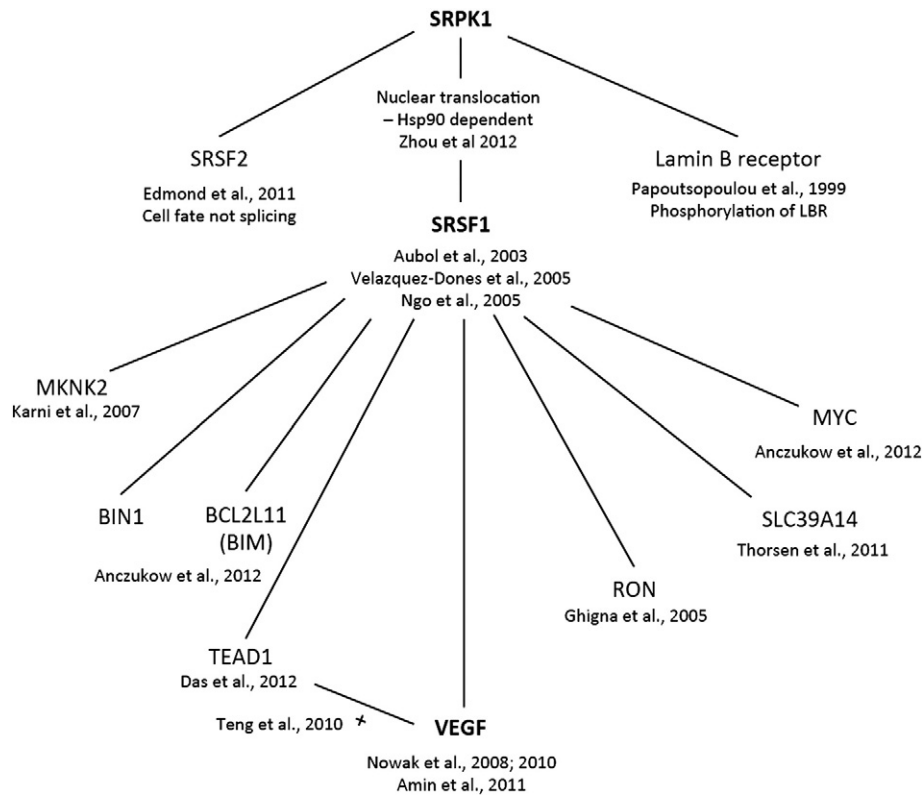 SRPK1
Nuclear translocation
– Hsp90 dependent
Zhou et al 2012
SRSF2
Edmond et al., 2011
Cell fate not splicing
Lamin B receptor
Papoutsopoulou et al., 1999
Phosphorylation of LBR
SRSF1
Aubol et al., 2003
Velazquez-Dones et al., 2005
Ngo et al., 2005
MKNK2
Karni et al., 2007
MYC
Anczukow et al., 2012
BIN1
BCL2L11
(BIM)
Anczukow et al., 2012
SLC39A14
Thorsen et al., 2011
RON
Ghigna et al., 2005
TEAD1
Das et al., 2012
Teng et al., 2010 +
VEGF
Nowak et al., 2008; 2010
Amin et al., 2011